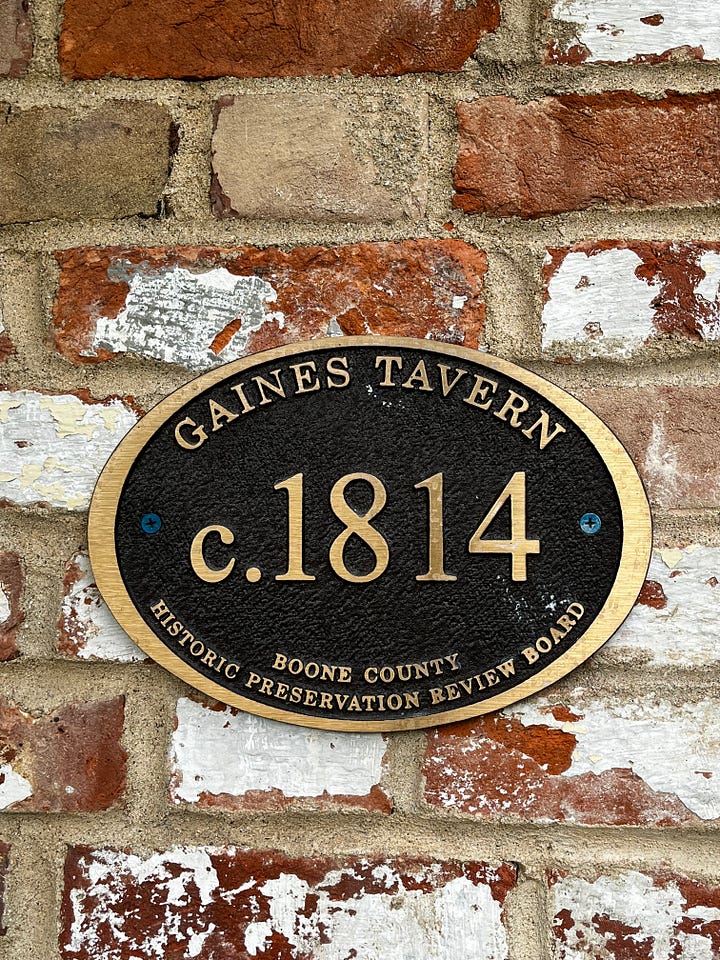 GAINES TAVERN
c.1814
BOONE COUNTY
HISTORIC PRESERVATION REVIEW BOARD